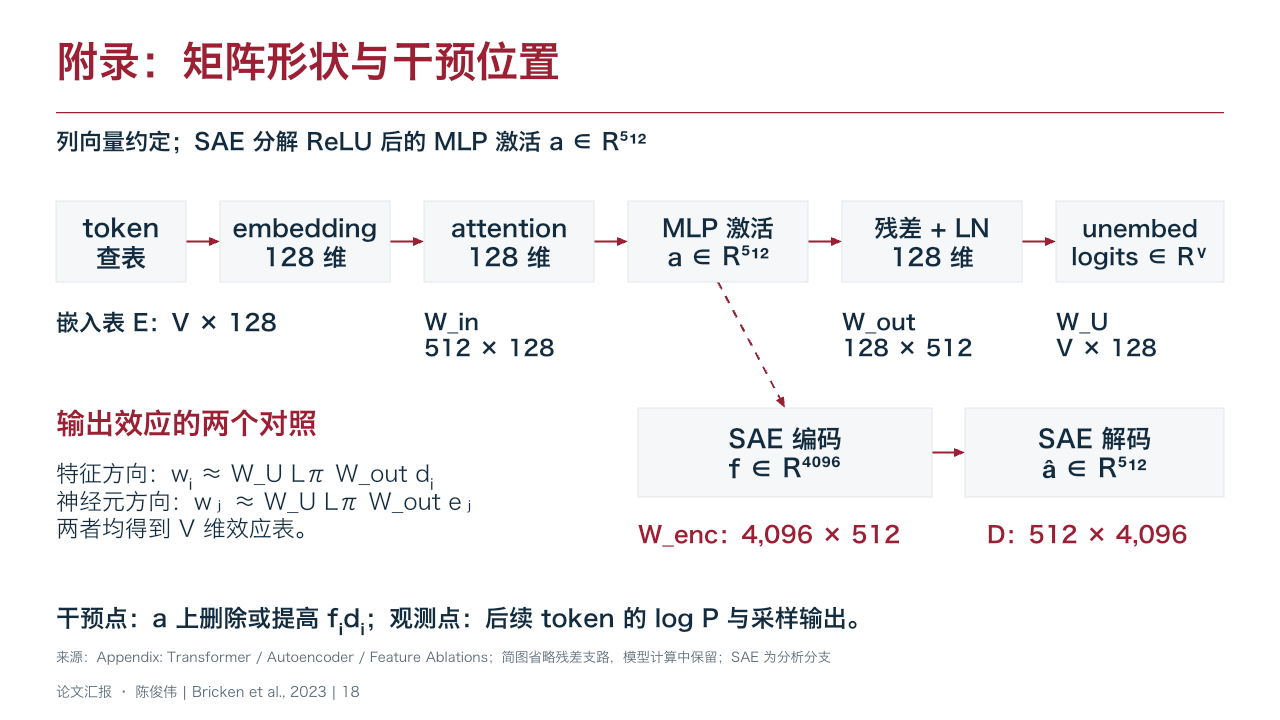 附录：矩阵形状与干预位置
列向量约定；SAE 分解 ReLU 后的 MLP 激活 a ∈ R⁵¹²
token
查表
embedding
128 维
attention
128 维
MLP 激活
a ∈ R⁵¹²
残差 + LN
128 维
unembed
logits ∈ Rⱽ
嵌入表 E：V × 128
W_in
512 × 128
W_out
128 × 512
W_U
V × 128
输出效应的两个对照
特征方向：wᵢ ≈ W_U Lπ W_out dᵢ
神经元方向：wⱼ ≈ W_U Lπ W_out eⱼ
两者均得到 V 维效应表。
SAE 编码
f ∈ R⁴⁰⁹⁶
SAE 解码
â ∈ R⁵¹²
W_enc：4,096 × 512
D：512 × 4,096
干预点：a 上删除或提高 fᵢdᵢ；观测点：后续 token 的 log P 与采样输出。
来源：Appendix: Transformer / Autoencoder / Feature Ablations；简图省略残差支路，模型计算中保留；SAE 为分析分支
论文汇报 · 陈俊伟 | Bricken et al., 2023 | 18